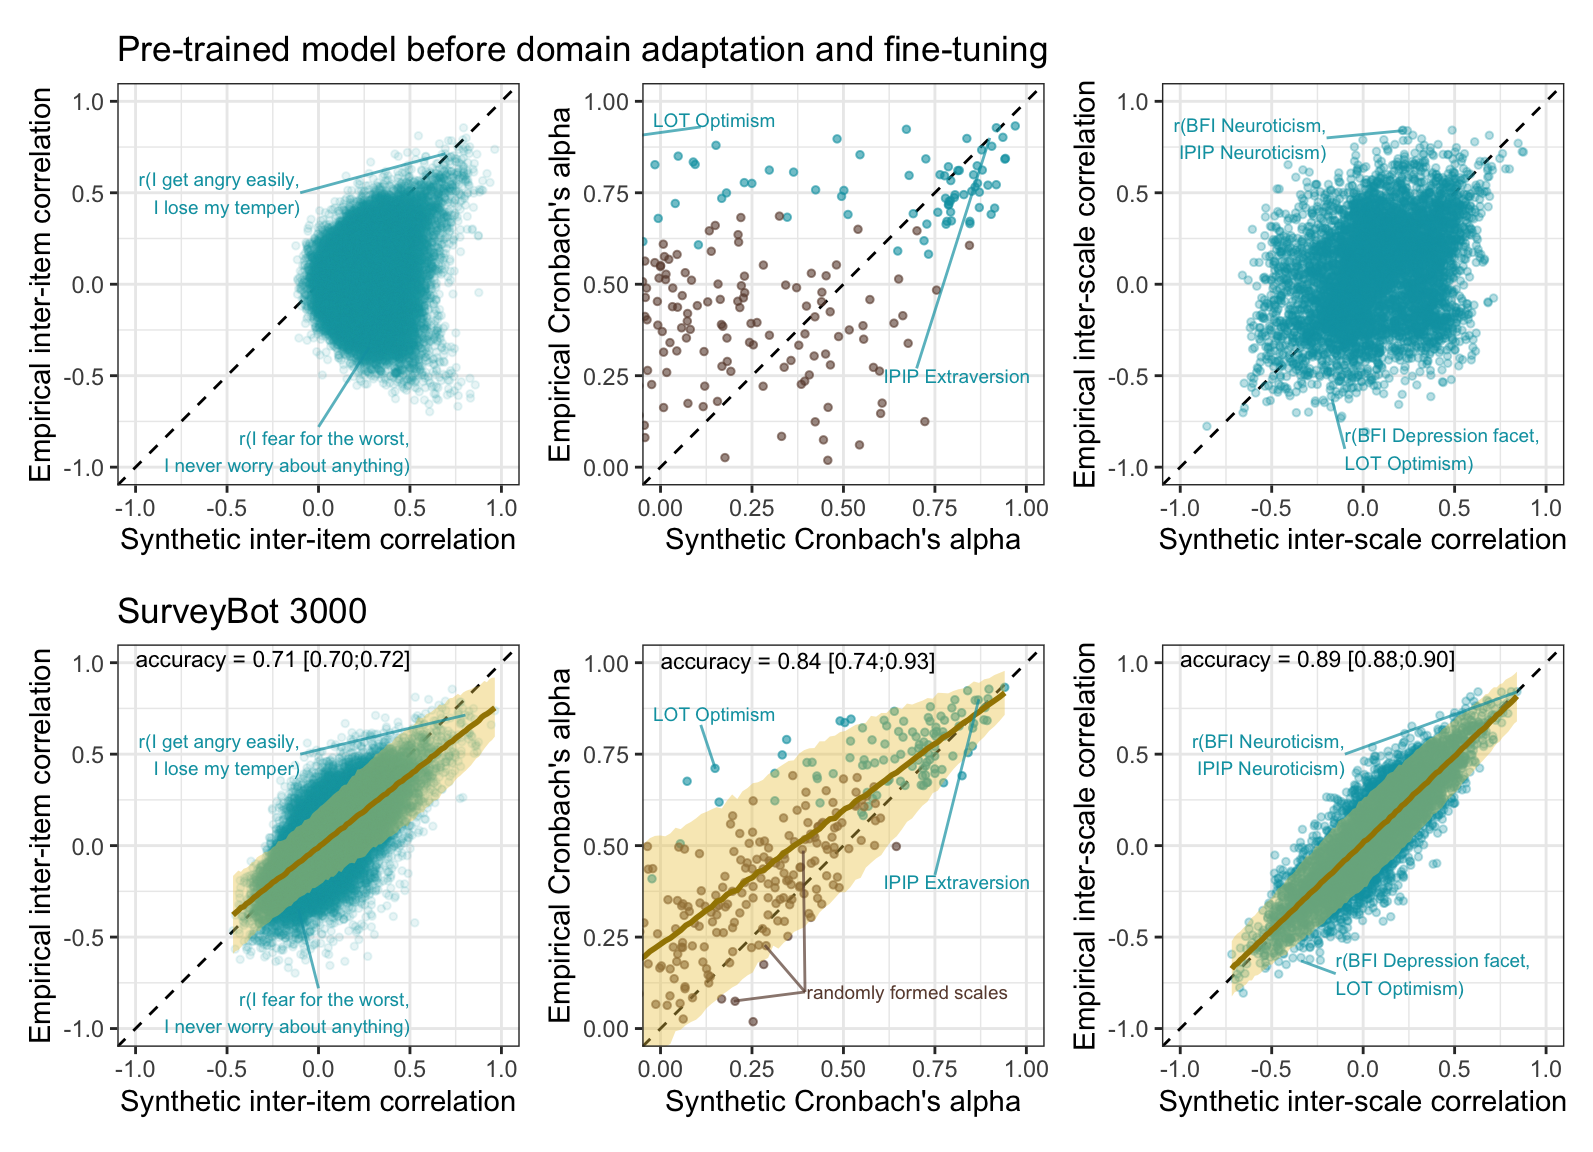 Pre-trained model before domain adaptation and fine-tuning
Empirical inter-item correlation
1.0
0.5
0.0
-0.5
-1.0
r(I get angry easily,
I lose my temper)
r(I fear for the worst,
I never worry about anything)
-1.0 -0.5 0.0 0.5 1.0
Synthetic inter-item correlation
Empirical Cronbach's alpha
1.00
0.75
0.50
0.25
0.00
LOT Optimism
IPIP Extraversion
0.00 0.25 0.50 0.75 1.00
Synthetic Cronbach's alpha
Empirical inter-scale correlation
1.0
0.5
0.0
-0.5
-1.0
r(BFI Neuroticism,
IPIP Neuroticism)
r(BFI Depression facet,
LOT Optimism)
-1.0 -0.5 0.0 0.5 1.0
Synthetic inter-scale correlation
SurveyBot 3000
Empirical inter-item correlation
1.0
0.5
0.0
-0.5
-1.0
accuracy = 0.71 [0.70;0.72]
r(I get angry easily,
I lose my temper)
r(I fear for the worst,
I never worry about anything)
-1.0 -0.5 0.0 0.5 1.0
Synthetic inter-item correlation
Empirical Cronbach's alpha
1.00
0.75
0.50
0.25
0.00
accuracy = 0.84 [0.74;0.93]
LOT Optimism
IPIP Extraversion
randomly formed scales
0.00 0.25 0.50 0.75 1.00
Synthetic Cronbach's alpha
Empirical inter-scale correlation
1.0
0.5
0.0
-0.5
-1.0
accuracy = 0.89 [0.88;0.90]
r(BFI Neuroticism,
IPIP Neuroticism)
r(BFI Depression facet,
LOT Optimism)
-1.0 -0.5 0.0 0.5 1.0
Synthetic inter-scale correlation